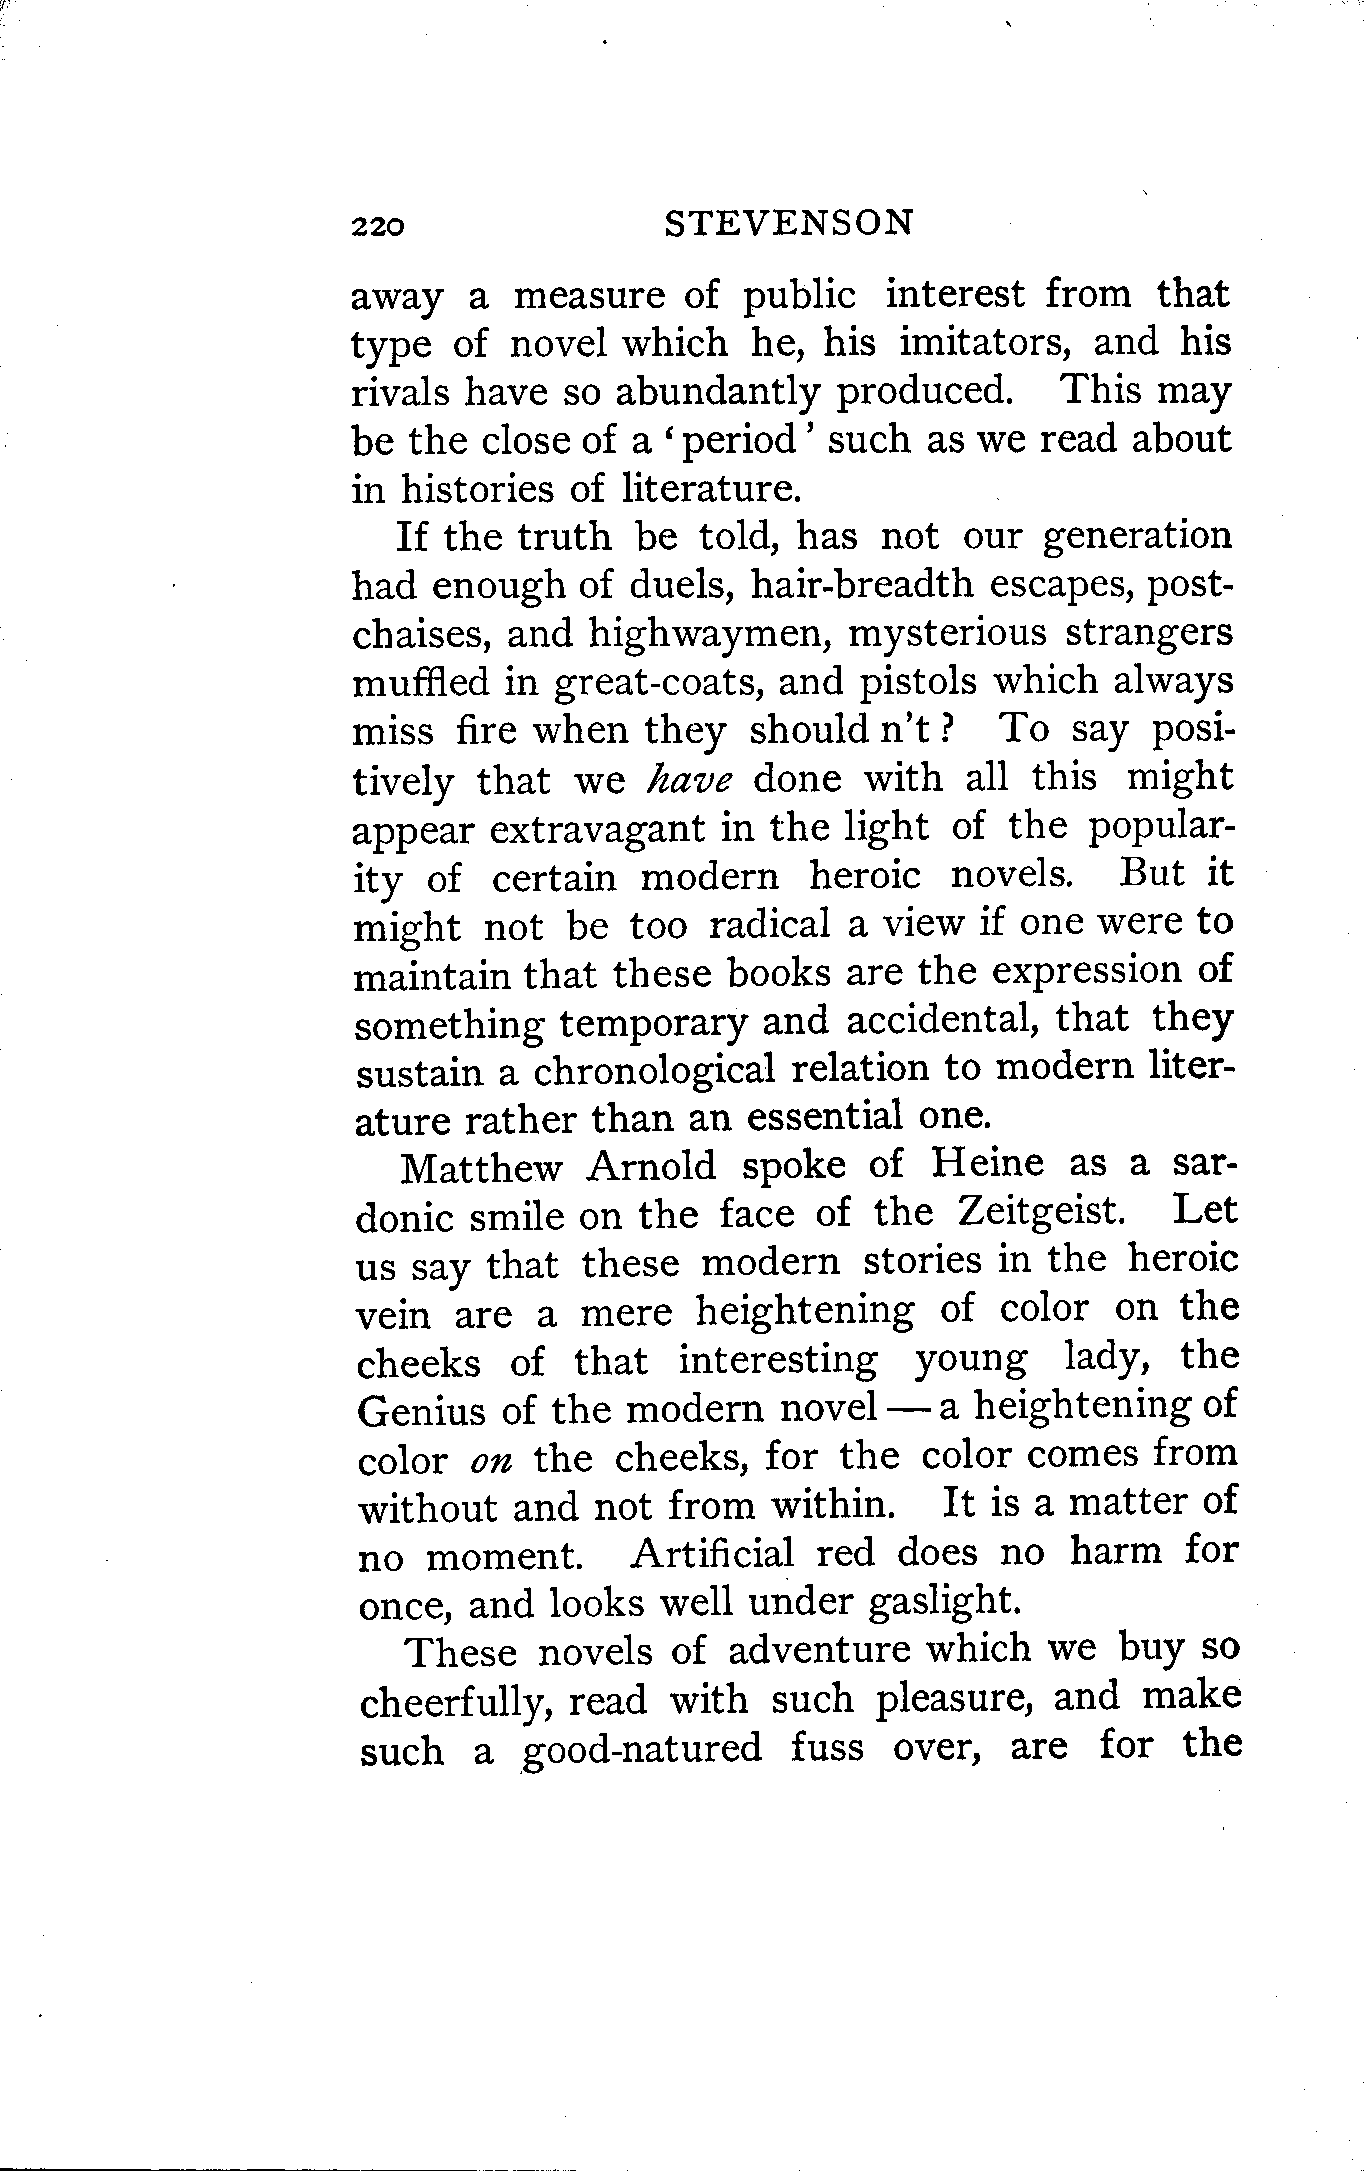 220 STEVENSON
away a measure of public interest from that
type of novel which he, his imitators, and his
rivals have so abundantly produced. This may
be the close of a ‘period’ such as we read about
in histories of literature.
If the truth be told, has not our generation
had enough of duels, hair-breadth escapes, post-
chaises, and highwaymen, mysterious strangers
muffled in great-coats, and pistols which always
miss fire when they should n't? To say posi-
tively that we have done with all this might
appear extravagant in the light of the popular-
ity of certain modern heroic novels. But it
might not be too radical a view if one were to
maintain that these books are the expression of
something temporary and accidental, that they
sustain a chronological relation to modern liter-
ature rather than an essential one.
Matthew Arnold spoke of Heine as a sar-
donic smile on the face of the Zeitgeist. Let
us say that these modern stories in the heroic
vein are a mere heightening of color on the
cheeks of that interesting young lady, the
Genius of the modern novel — a heightening of
color on the cheeks, for the color comes from
without and not from within. It is a matter of
no moment. Artificial red does no harm for
once, and looks well under gaslight.
These novels of adventure which we buy so
cheerfully, read with such pleasure, and make
such a good-natured fuss over, are for the